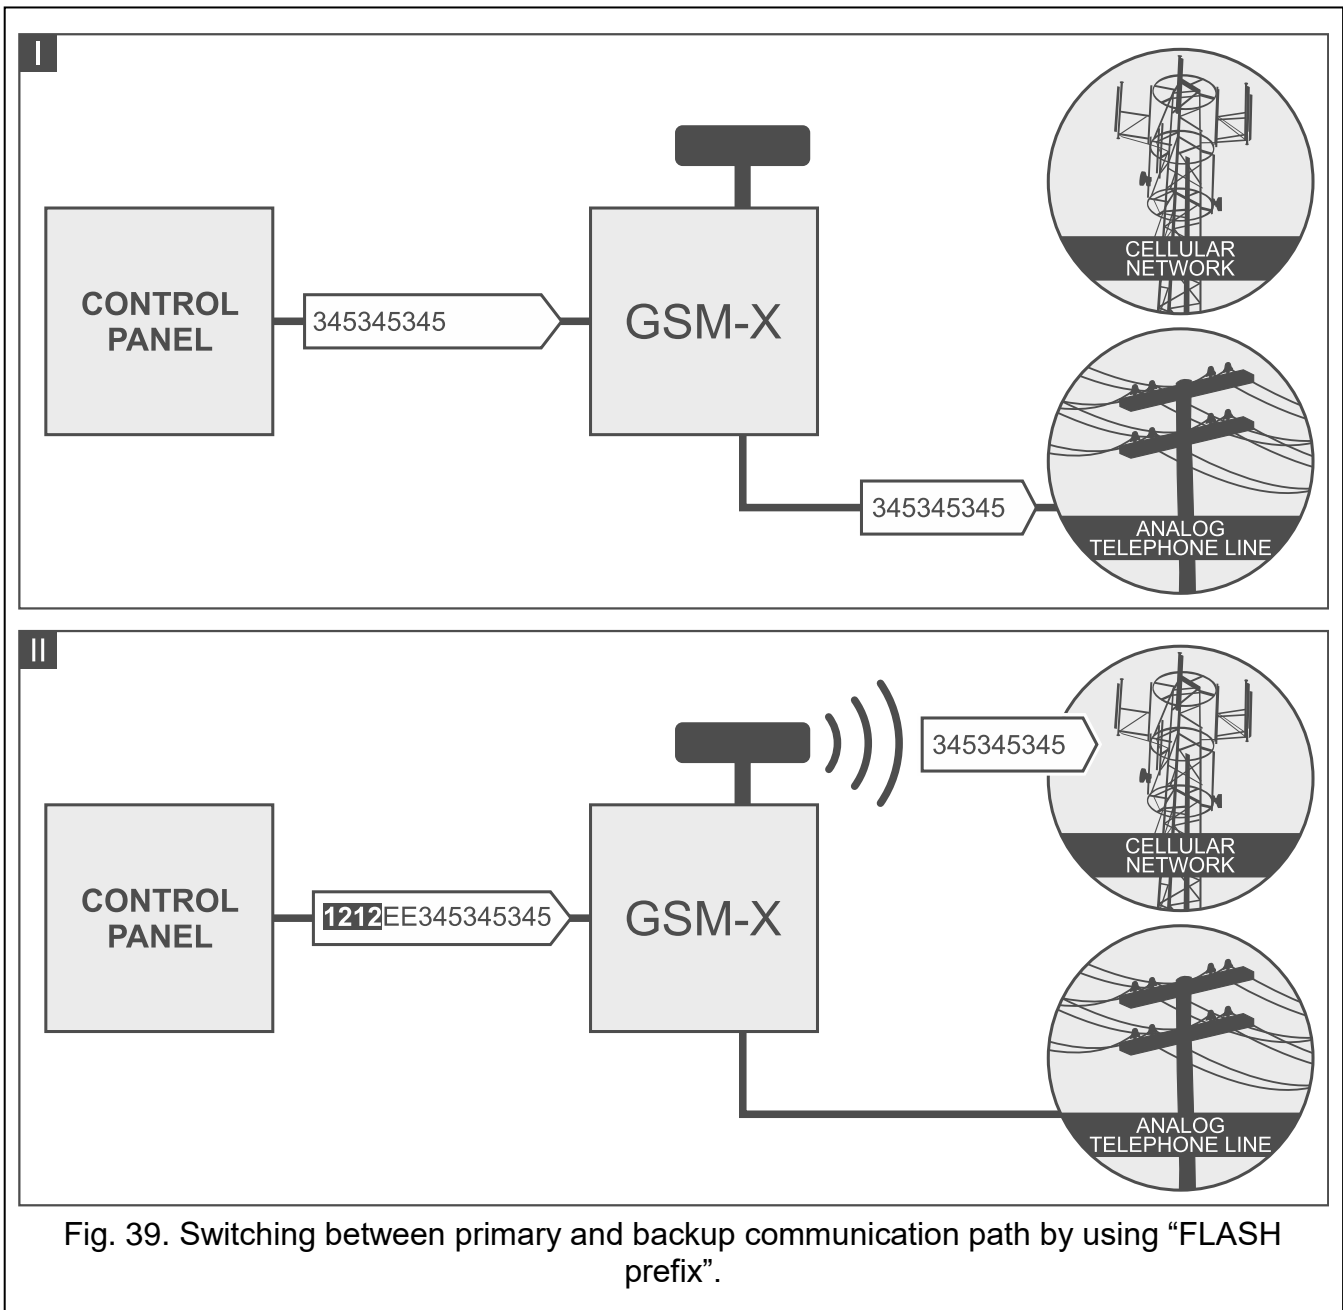 I
CELLULAR
NETWORK
CONTROL
PANEL
345345345
GSM-X
345345345
ANALOG
TELEPHONE LINE
II
345345345
CELLULAR
NETWORK
CONTROL
PANEL
1212EE345345345
GSM-X
ANALOG
TELEPHONE LINE
Fig. 39. Switching between primary and backup communication path by using “FLASH
prefix”.